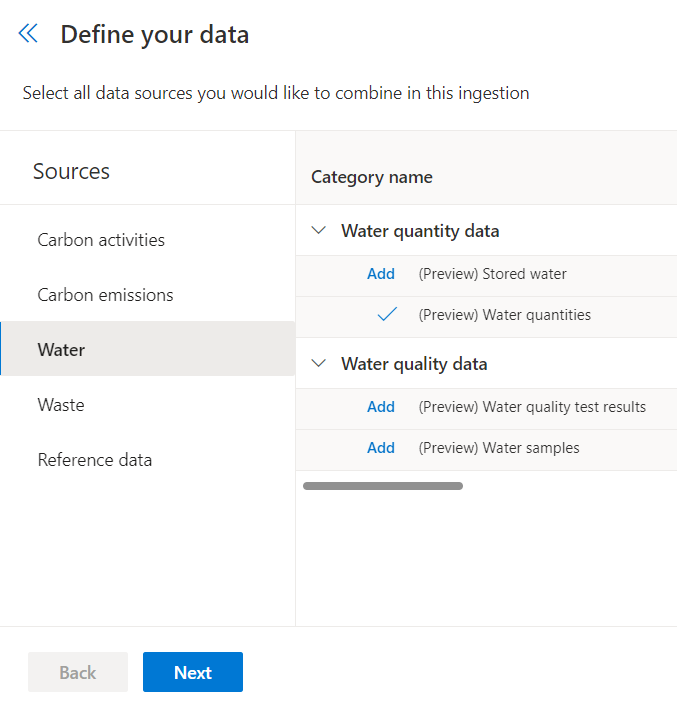 Define your data
Select all data sources you would like to combine in this ingestion
Sources
Carbon activities
Carbon emissions
Water
Waste
Reference data
Category name
Water quantity data
Add (Preview) Stored water
(Preview) Water quantities
Water quality data
Add (Preview) Water quality test results
Add (Preview) Water samples
Back Next